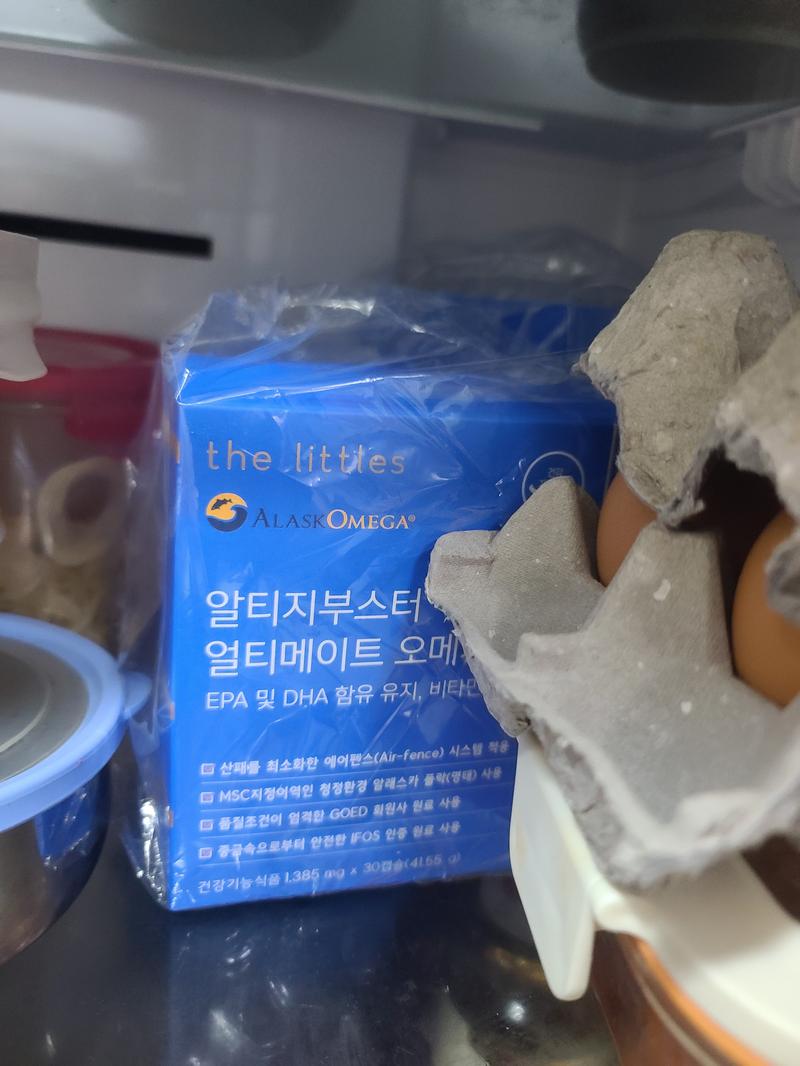 the littles
ALASKOMEGA®
알티지부스터
얼티메이트 오메
EPA 및 DHA 함유 유지, 비타민
산패를 최소화한 에어펜스(Air-fence) 시스템 적용
MSC지정어역인 청정환경 알래스카 폴락(명태) 사용
품질조건이 엄격한 GOED 회원사 원료 사용
중금속으로부터 안전한 IFOS 인증 원료 사용
건강기능식품 1,385 mg x 30캡슐(41.55 g)